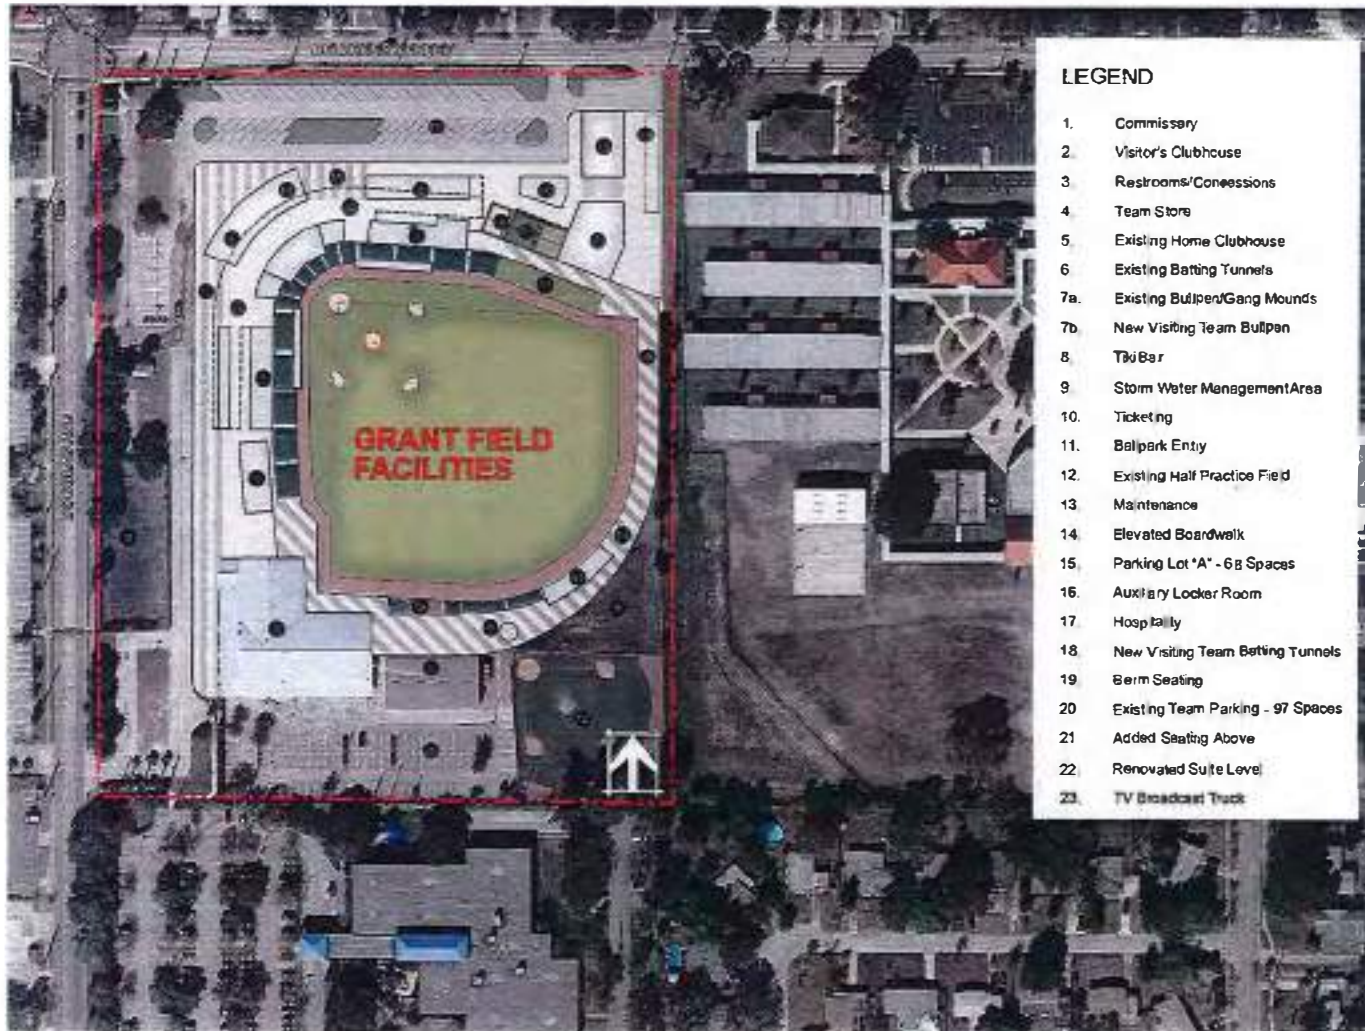 GRANT FIELD
FACILITIES
LEGEND
1. Commissary
2. Visitor's Clubhouse
3 Restrooms/Concessions
4 Team Store
5. Existing Home Clubhouse
6 Existing Batting Tunnels
7a. Existing Bullpen/Gang Mounds
7b New Visiting Team Bullpen
8. Tiki Bar
9 Storm Water Management Area
10. Ticketing
11. Ballpark Entry
12. Existing Half Practice Field
13. Maintenance
14. Elevated Boardwalk
15. Parking Lot "A" - 68 Spaces
16. Auxiliary Locker Room
17. Hospitality
18. New Visiting Team Batting Tunnels
19 Berm Seating
20 Existing Team Parking - 97 Spaces
21 Added Seating Above
22. Renovated Suite Level
23. TV Broadcast Truck